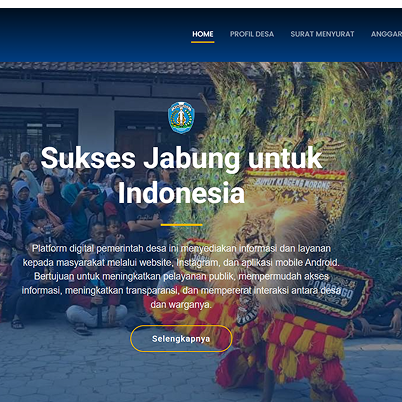 HOME PROFIL DESA SURAT MENYURAT ANGGAR
Sukses Jabung untuk
Indonesia
Platform digital pemerintah desa ini menyediakan informasi dan layanan
kepada masyarakat melalui website, Instagram, dan aplikasi mobile Android.
Bertujuan untuk meningkatkan pelayanan publik, mempermudah akses
informasi, meningkatkan transparansi, dan mempererat interaksi antara desa
dan warganya.
Selengkapnya